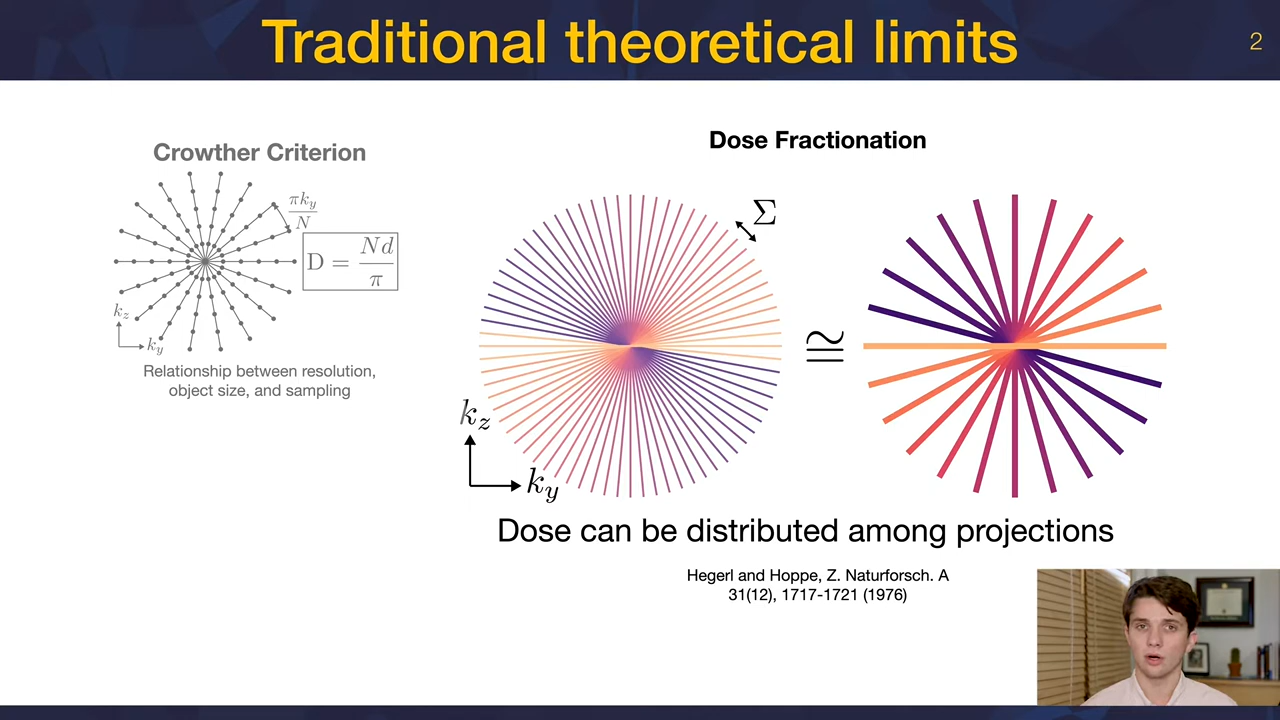 Traditional theoretical limits
2
Crowther Criterion
πk_y
N
D = Nd
π
k_z
k_y
Relationship between resolution,
object size, and sampling
Dose Fractionation
Σ
≅
k_z
k_y
Dose can be distributed among projections
Hegerl and Hoppe, Z. Naturforsch. A
31(12), 1717-1721 (1976)